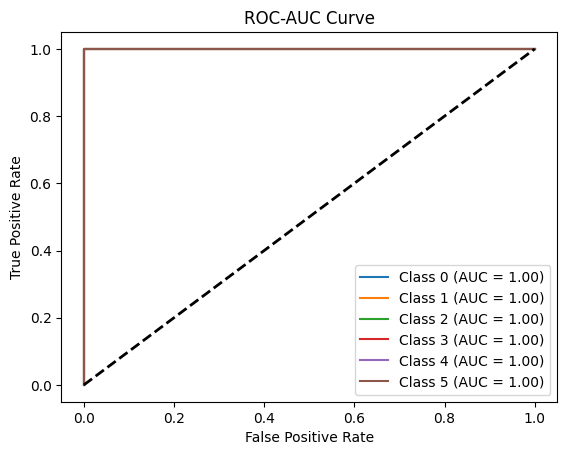 ROC-AUC Curve
True Positive Rate
1.0
0.8
0.6
0.4
0.2
0.0
Class 0 (AUC = 1.00)
Class 1 (AUC = 1.00)
Class 2 (AUC = 1.00)
Class 3 (AUC = 1.00)
Class 4 (AUC = 1.00)
Class 5 (AUC = 1.00)
0.0 0.2 0.4 0.6 0.8 1.0
False Positive Rate